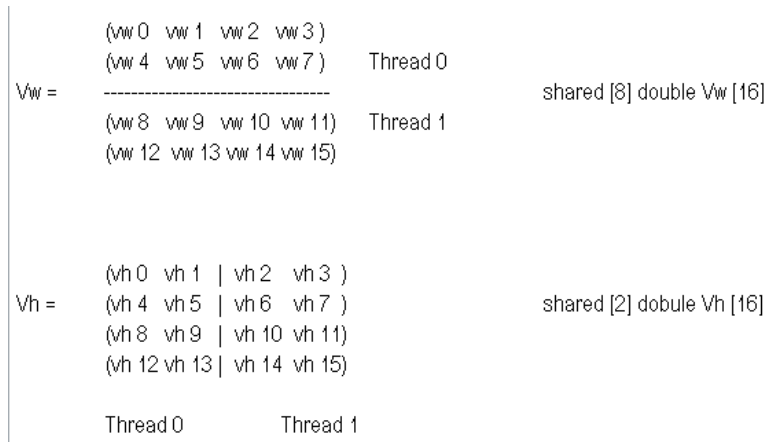 (vw 0 vw 1 vw 2 vw 3 )
(vw 4 vw 5 vw 6 vw 7 ) Thread 0
Vw = --------------------------------- shared [8] double Vw [16]
(vw 8 vw 9 vw 10 vw 11) Thread 1
(vw 12 vw 13 vw 14 vw 15)
(vh 0 vh 1 | vh 2 vh 3 )
Vh = (vh 4 vh 5 | vh 6 vh 7 ) shared [2] dobule Vh [16]
(vh 8 vh 9 | vh 10 vh 11)
(vh 12 vh 13 | vh 14 vh 15)
Thread 0 Thread 1